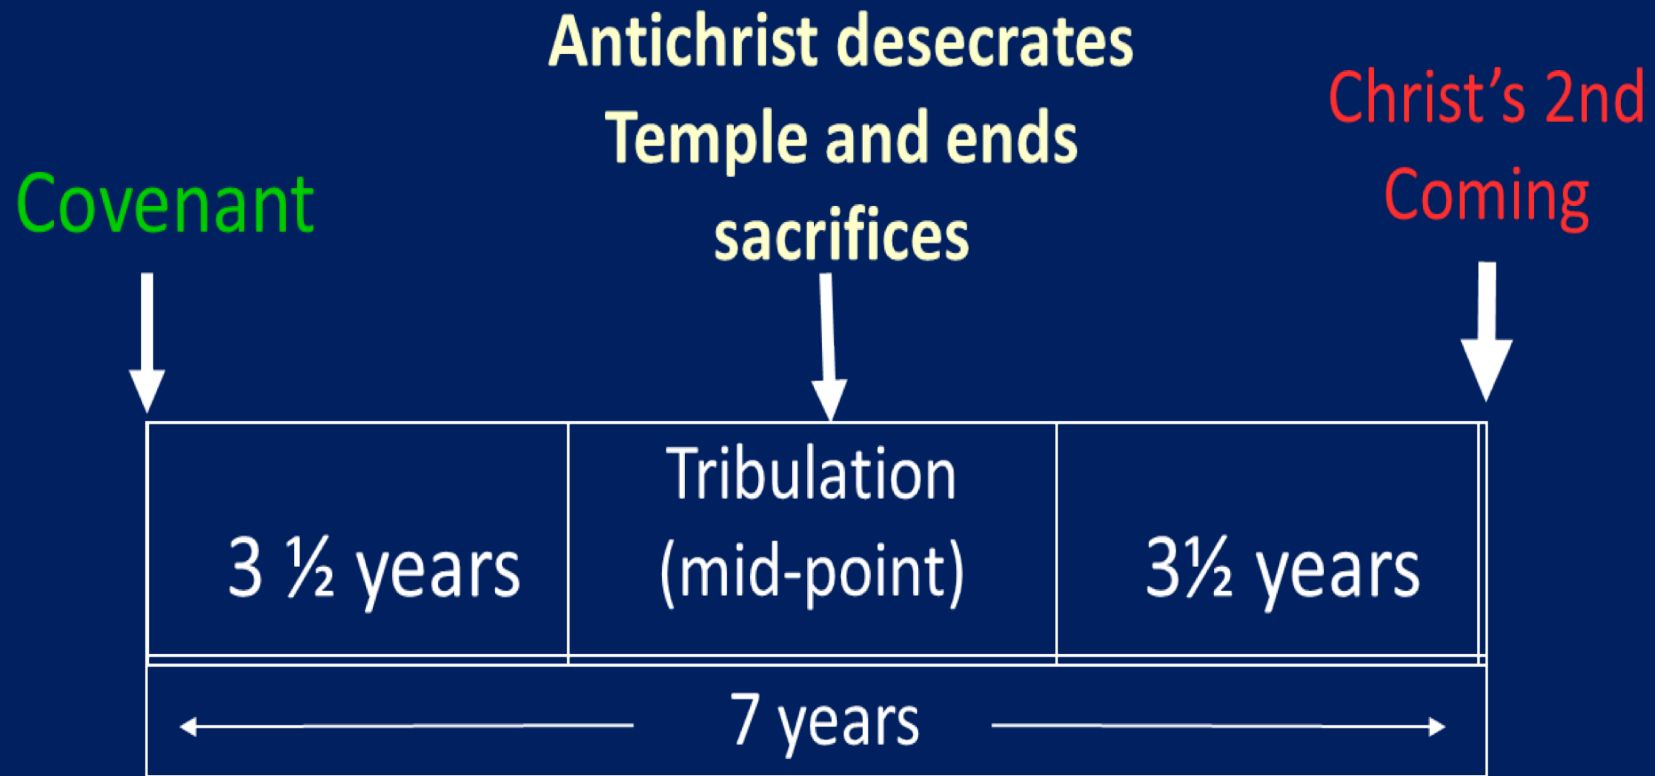 Antichrist desecrates
Temple and ends
sacrifices
Christ’s 2nd
Coming
Covenant
Tribulation
(mid-point)
3 ½ years
3½ years
7 years